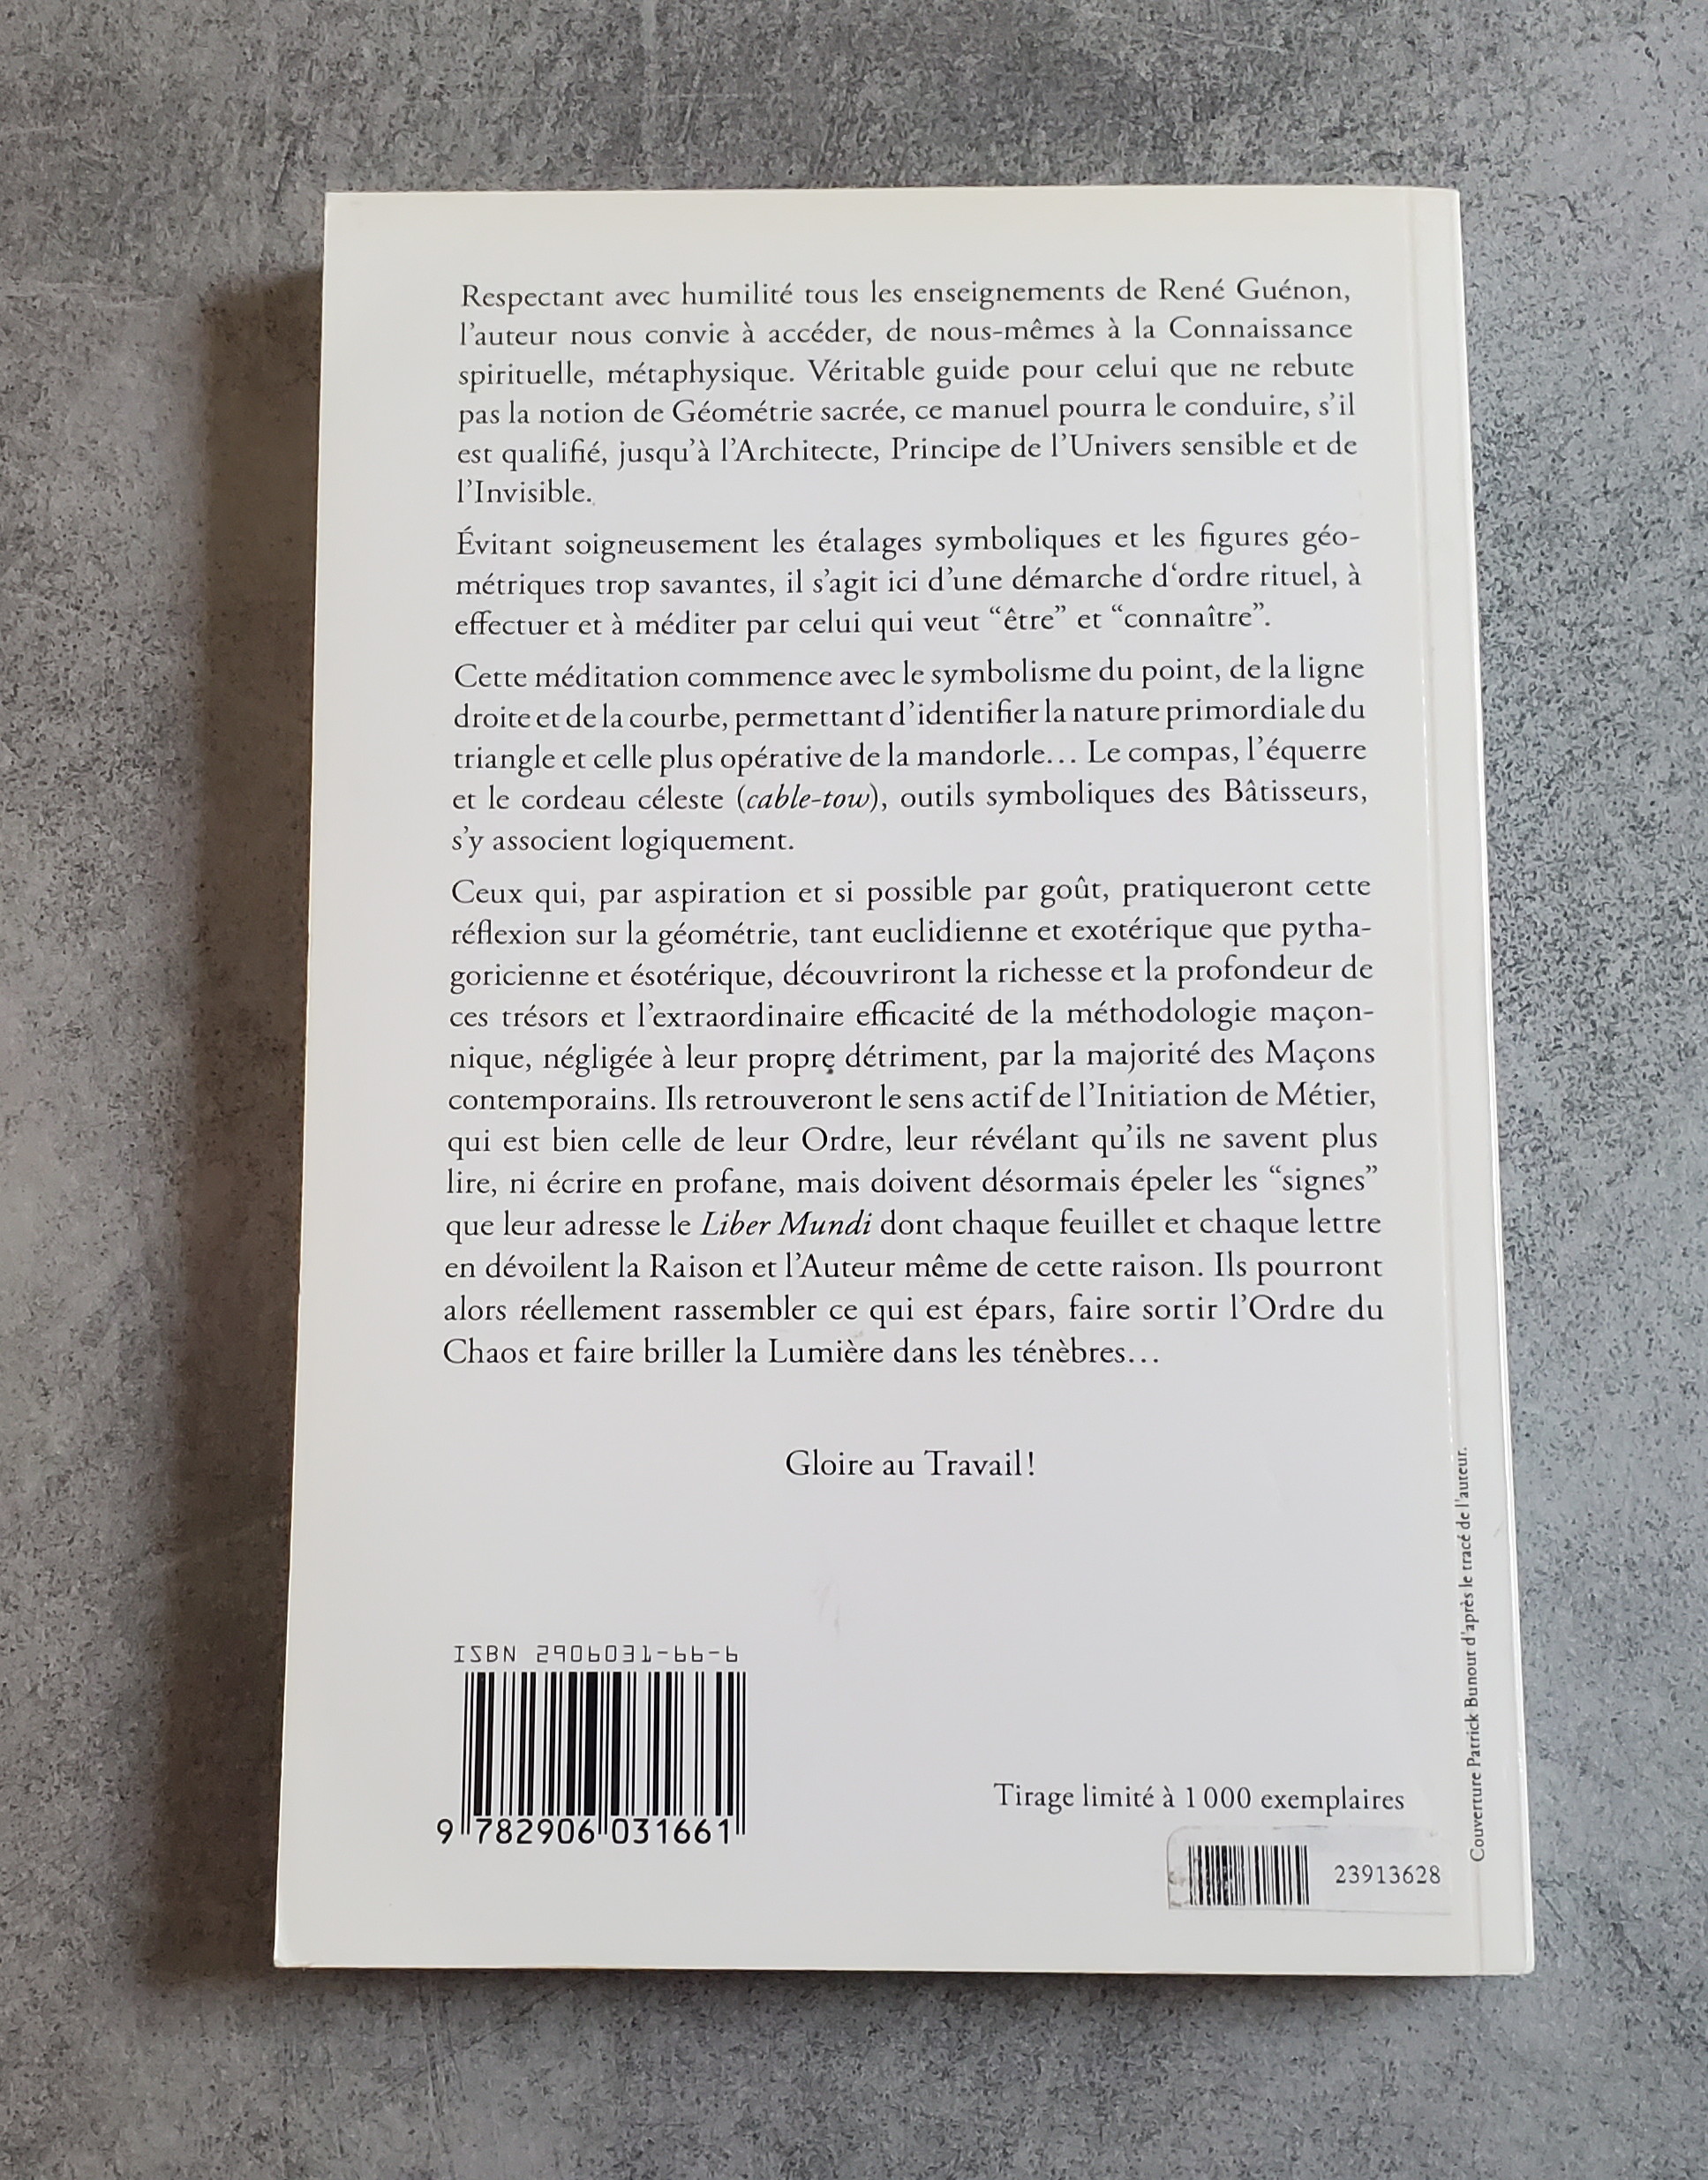 Respectant avec humilité tous les enseignements de René Guénon,
l'auteur nous convie à accéder, de nous-mêmes à la Connaissance
spirituelle, métaphysique. Véritable guide pour celui que ne rebute
pas la notion de Géométrie sacrée, ce manuel pourra le conduire, s'il
est qualifié, jusqu'à l'Architecte, Principe de l'Univers sensible et de
l'Invisible.
Évitant soigneusement les étalages symboliques et les figures géo-
métriques trop savantes, il s'agit ici d'une démarche d‘ordre rituel, à
effectuer et à méditer par celui qui veut “être” et “connaître”.
Cette méditation commence avec le symbolisme du point, de la ligne
droite et de la courbe, permettant d'identifier la nature primordiale du
triangle et celle plus opérative de la mandorle... Le compas, l'équerre
et le cordeau céleste (cable-tow), outils symboliques des Bâtisseurs,
s'y associent logiquement.
Ceux qui, par aspiration et si possible par goût, pratiqueront cette
réflexion sur la géométrie, tant euclidienne et exotérique que pytha-
goricienne et ésotérique, découvriront la richesse et la profondeur de
ces trésors et l'extraordinaire efficacité de la méthodologie maçon-
nique, négligée à leur propre détriment, par la majorité des Maçons
contemporains. Ils retrouveront le sens actif de l'Initiation de Métier,
qui est bien celle de leur Ordre, leur révélant qu'ils ne savent plus
lire, ni écrire en profane, mais doivent désormais épeler les “signes”
que leur adresse le Liber Mundi dont chaque feuillet et chaque lettre
en dévoilent la Raison et l'Auteur même de cette raison. Ils pourront
alors réellement rassembler ce qui est épars, faire sortir l'Ordre du
Chaos et faire briller la Lumière dans les ténèbres...
Gloire au Travail !
ISBN 2906031-66-6
9 782906 031661
Tirage limité à 1 000 exemplaires
23913628
Couverture Patrick Bunout d'après le tracé de l'auteur.